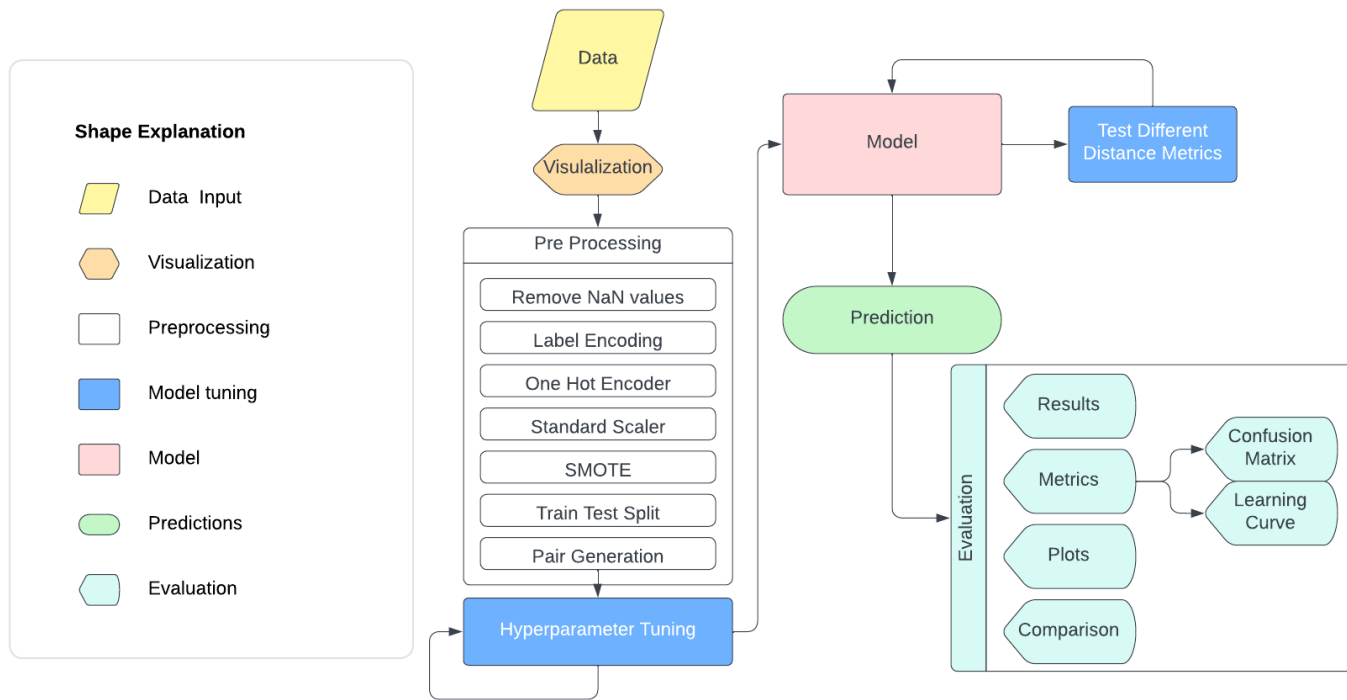 Shape Explanation
Data Input
Visualization
Preprocessing
Model tuning
Model
Predictions
Evaluation
Data
Visulalization
Pre Processing
Remove NaN values
Label Encoding
One Hot Encoder
Standard Scaler
SMOTE
Train Test Split
Pair Generation
Hyperparameter Tuning
Model
Test Different
Distance Metrics
Prediction
Evaluation
Results
Metrics
Confusion
Matrix
Learning
Curve
Plots
Comparison